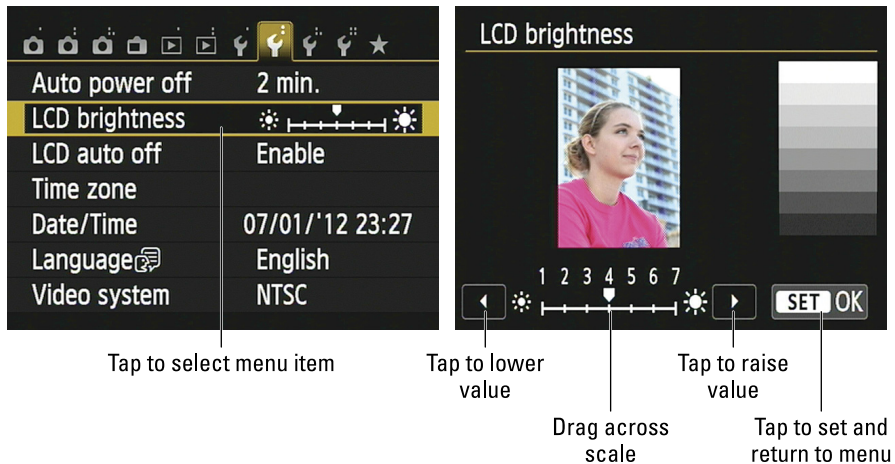 Auto power off 2 min.
LCD brightness
LCD auto off Enable
Time zone
Date/Time 07/01/'12 23:27
Language
English
Video system NTSC
LCD brightness
1 2 3 4 5 6 7
SET OK
Tap to select menu item
Tap to lower
value
Drag across
scale
Tap to raise
value
Tap to set and
return to menu